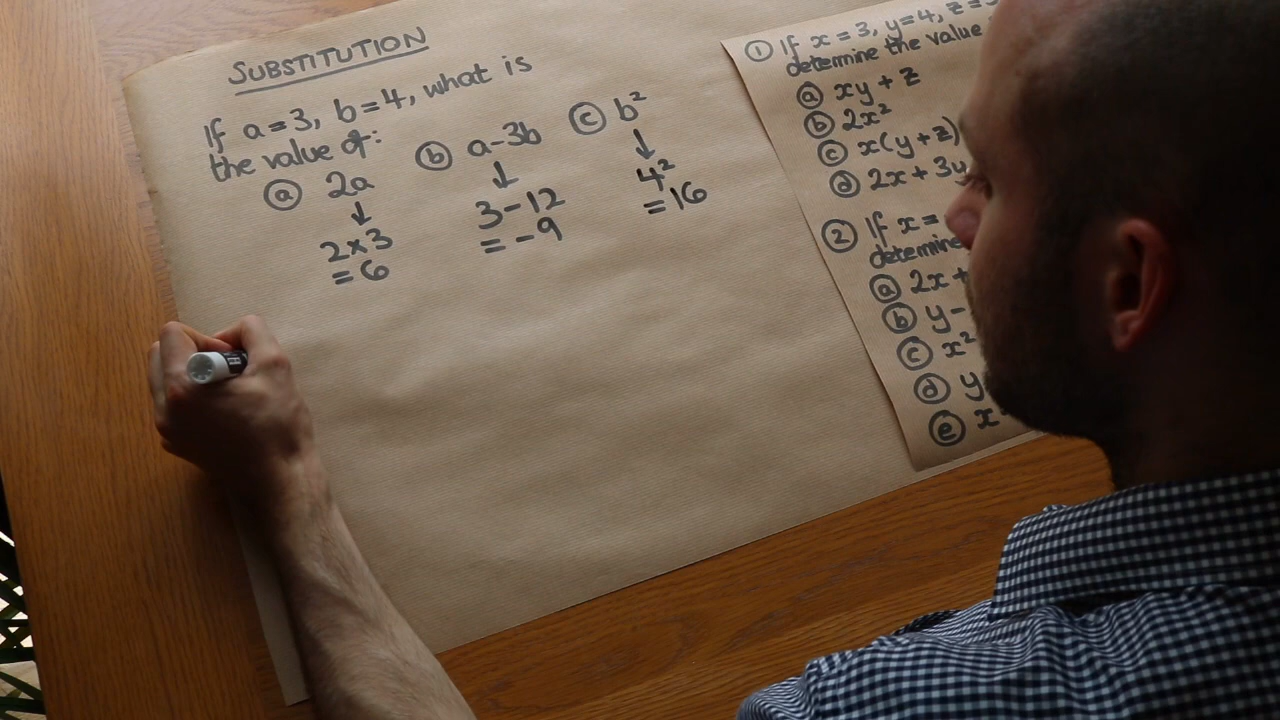 SUBSTITUTION
If a=3, b=4, what is
the value of:
ⓐ 2a
↓
2×3
=6
ⓑ a-3b
↓
3-12
=-9
ⓒ b²
↓
4²
=16
① If x=3, y=4, z=
determine the value
ⓐ xy+z
ⓑ 2x²
ⓒ x(y+z)
ⓓ 2x+3y
② If x=
determine
ⓐ 2x+
ⓑ y-
ⓒ x²
ⓓ y
ⓔ x